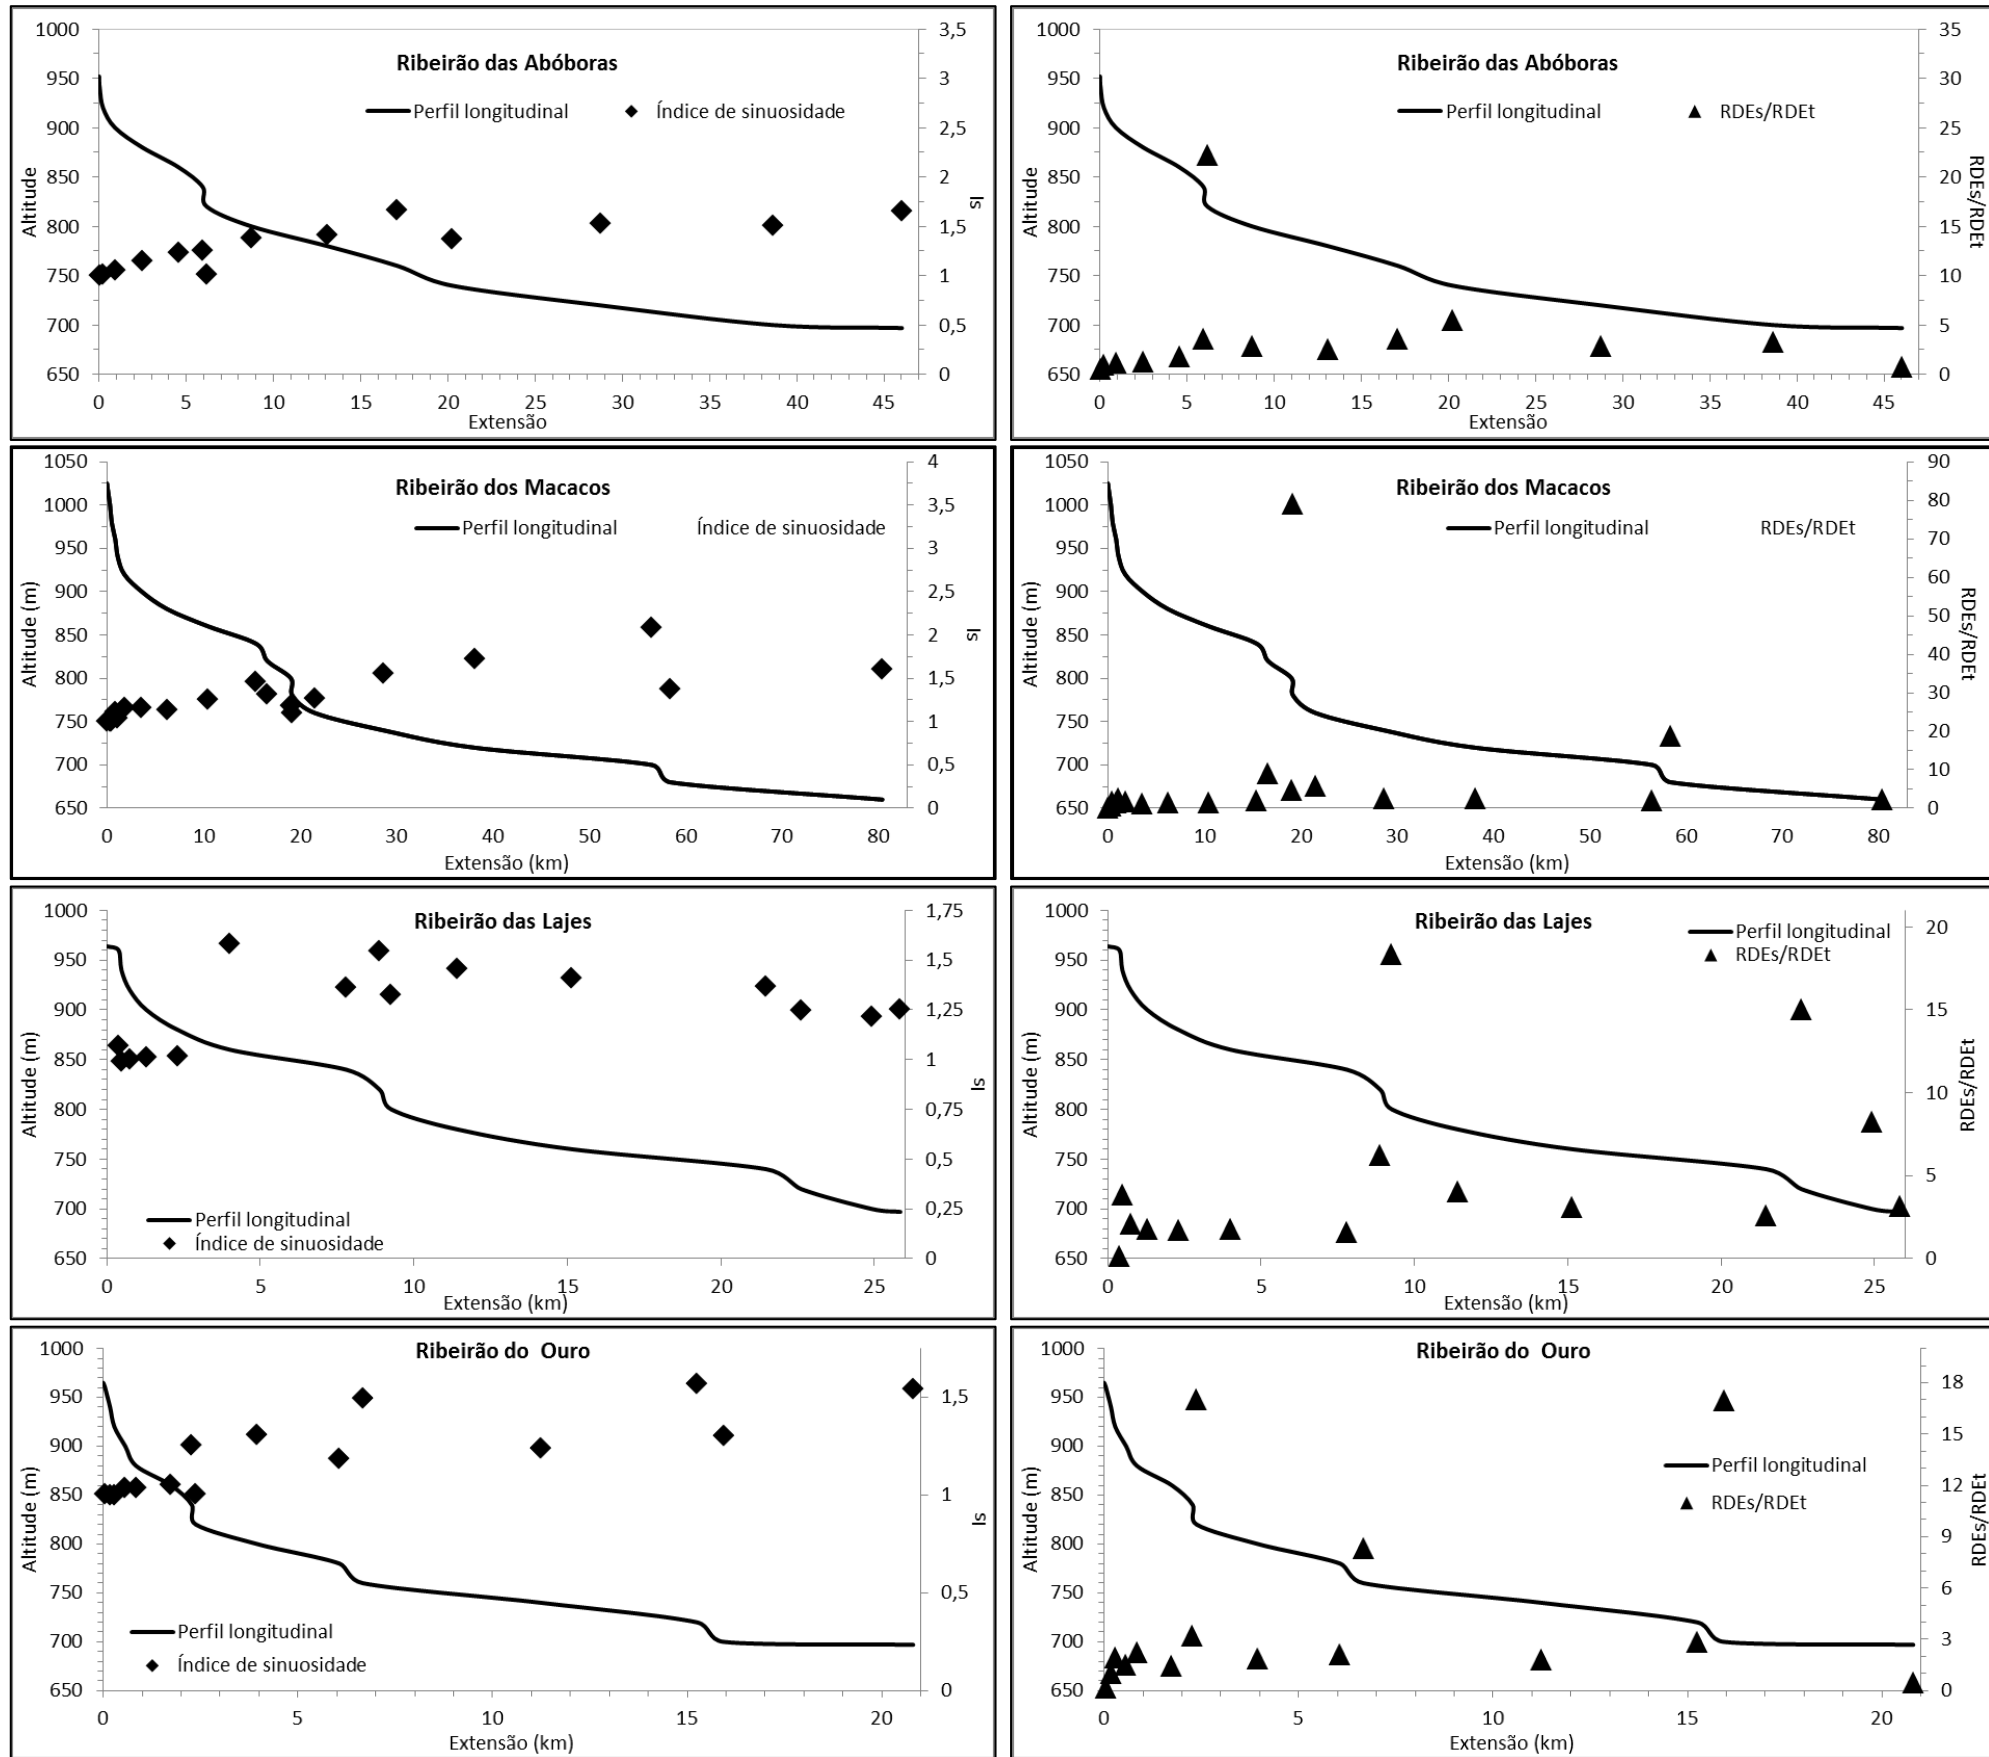 Ribeirão das Abóboras
Perfil longitudinal
Índice de sinuosidade
1000
950
900
850
800
750
700
650
Altitude
3,5
3
2,5
2
1,5
1
0,5
0
Is
0 5 10 15 20 25 30 35 40 45
Extensão
Ribeirão das Abóboras
Perfil longitudinal
RDEs/RDEt
1000
950
900
850
800
750
700
650
Altitude
35
30
25
20
15
10
5
0
RDEs/RDEt
0 5 10 15 20 25 30 35 40 45
Extensão
Ribeirão dos Macacos
Perfil longitudinal
Índice de sinuosidade
1050
1000
950
900
850
800
750
700
650
Altitude (m)
4
3,5
3
2,5
2
1,5
1
0,5
0
Is
0 10 20 30 40 50 60 70 80
Extensão (km)
Ribeirão dos Macacos
Perfil longitudinal
RDEs/RDEt
1050
1000
950
900
850
800
750
700
650
Altitude (m)
90
80
70
60
50
40
30
20
10
0
RDEs/RDEt
0 10 20 30 40 50 60 70 80
Extensão (km)
Ribeirão das Lajes
1000
950
900
850
800
750
700
650
Altitude (m)
1,75
1,5
1,25
1
0,75
0,5
0,25
0
Is
Perfil longitudinal
Índice de sinuosidade
0 5 10 15 20 25
Extensão (km)
Ribeirão das Lajes
Perfil longitudinal
RDEs/RDEt
1000
950
900
850
800
750
700
650
Altitude (m)
20
15
10
5
0
RDEs/RDEt
0 5 10 15 20 25
Extensão (km)
Ribeirão do Ouro
1000
950
900
850
800
750
700
650
Altitude (m)
1,5
1
0,5
0
Is
Perfil longitudinal
Índice de sinuosidade
0 5 10 15 20
Extensão (km)
Ribeirão do Ouro
Perfil longitudinal
RDEs/RDEt
1000
950
900
850
800
750
700
650
Altitude (m)
18
15
12
9
6
3
0
RDEs/RDEt
0 5 10 15 20
Extensão (km)